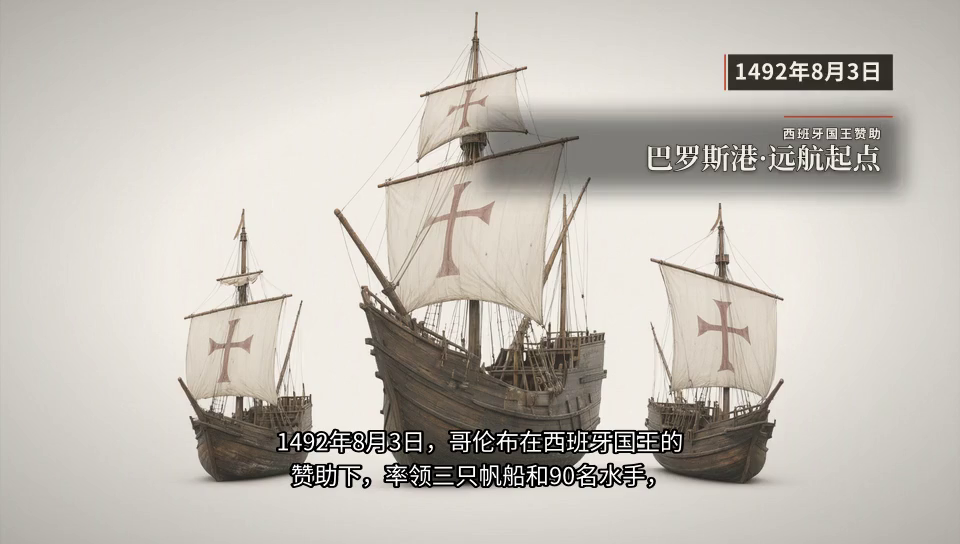 1492年8月3日
西班牙国王赞助
巴罗斯港·远航起点
1492年8月3日，哥伦布在西班牙国王的
赞助下，率领三只帆船和90名水手，